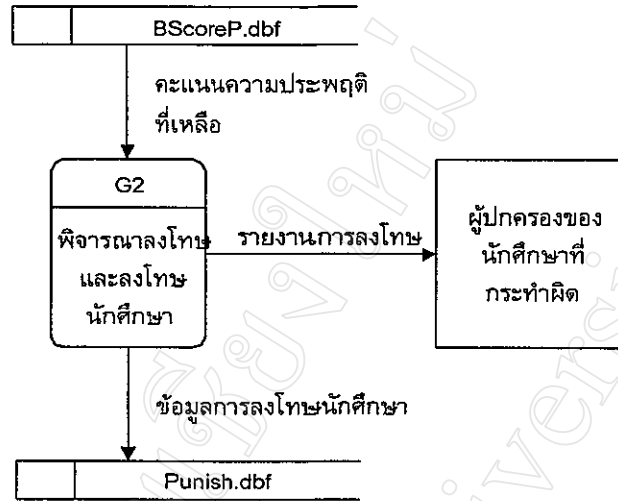 BScoreP.dbf
คะแนนความประพฤติ
ที่เหลือ
G2
พิจารณาลงโทษ
และลงโทษ
นักศึกษา
รายงานการลงโทษ
ผู้ปกครองของ
นักศึกษาที่
กระทำผิด
ข้อมูลการลงโทษนักศึกษา
Punish.dbf